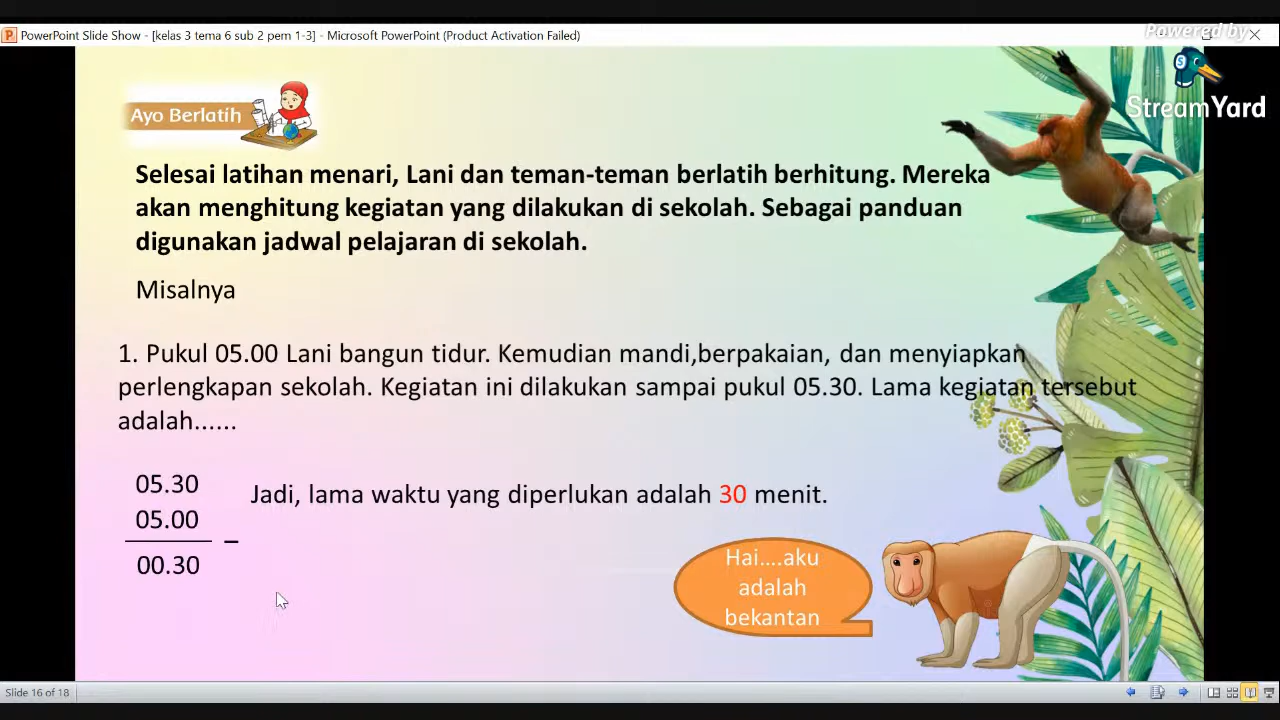 PowerPoint Slide Show - [kelas 3 tema 6 sub 2 pem 1-3] - Microsoft PowerPoint (Product Activation Failed)
Powered by
StreamYard
Ayo Berlatih
Selesai latihan menari, Lani dan teman-teman berlatih berhitung. Mereka
akan menghitung kegiatan yang dilakukan di sekolah. Sebagai panduan
digunakan jadwal pelajaran di sekolah.
Misalnya
1. Pukul 05.00 Lani bangun tidur. Kemudian mandi,berpakaian, dan menyiapkan
perlengkapan sekolah. Kegiatan ini dilakukan sampai pukul 05.30. Lama kegiatan tersebut
adalah......
05.30
05.00
–
00.30
Jadi, lama waktu yang diperlukan adalah 30 menit.
Hai....aku
adalah
bekantan
Slide 16 of 18